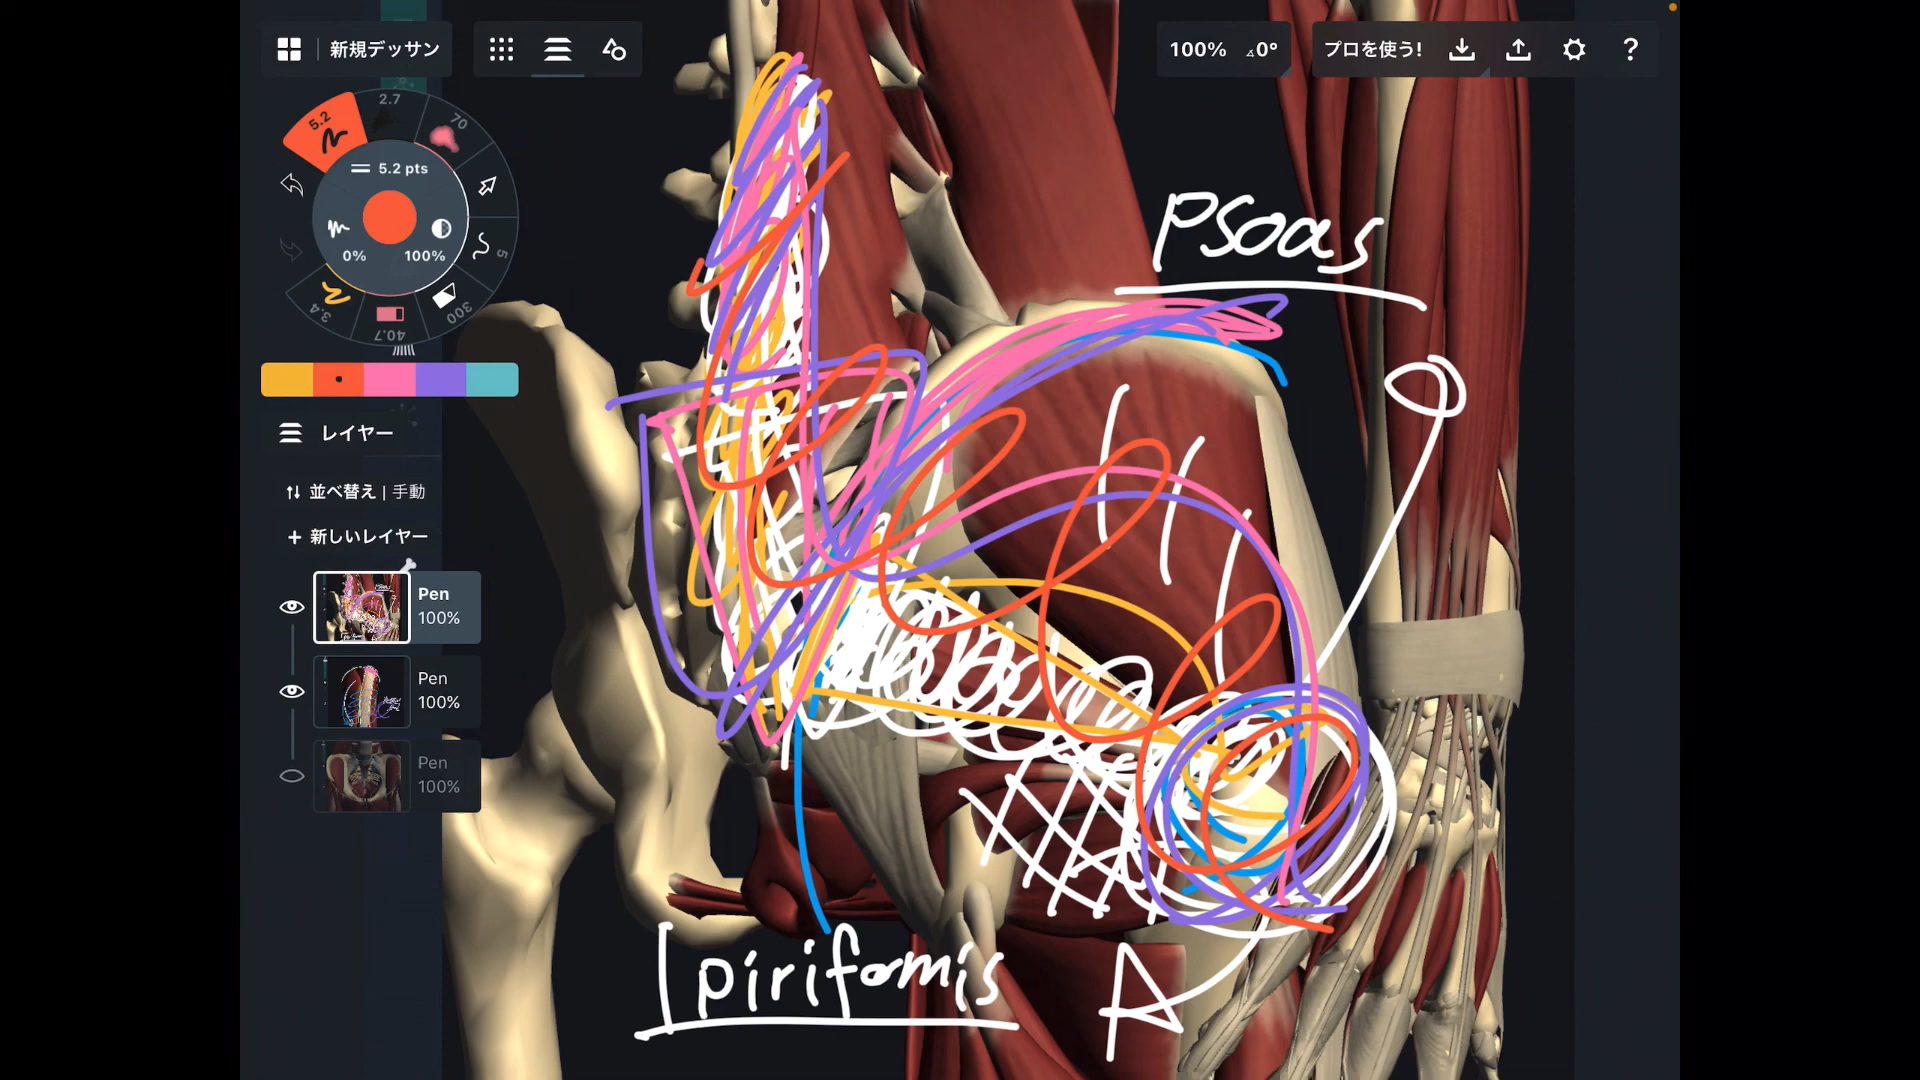 新規デッサン
100% ⊿0°
プロを使う!
?
2.7
5.2
70
5.2 pts
0%
100%
5
3.4
40.7
300
レイヤー
並べ替え | 手動
+ 新しいレイヤー
Pen
100%
Pen
100%
Pen
100%
Psoas
piriformis